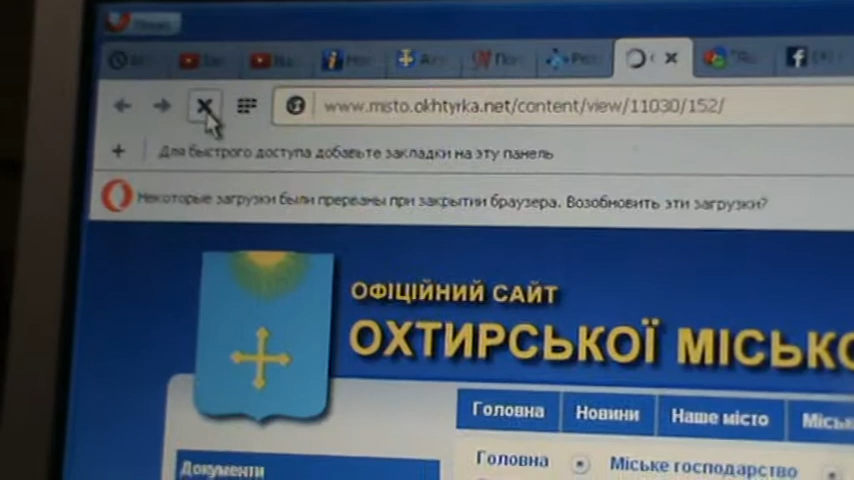 www.misto.okhtyrka.net/content/view/11030/152/
Для быстрого доступа добавьте закладки на эту панель
Некоторые загрузки были прерваны при закрытии браузера. Возобновить эти загрузки?
ОФІЦІЙНИЙ САЙТ
ОХТИРСЬКОЇ МІСЬКО
Головна Новини Наше місто Міськ
Головна Міське господарство
Документи